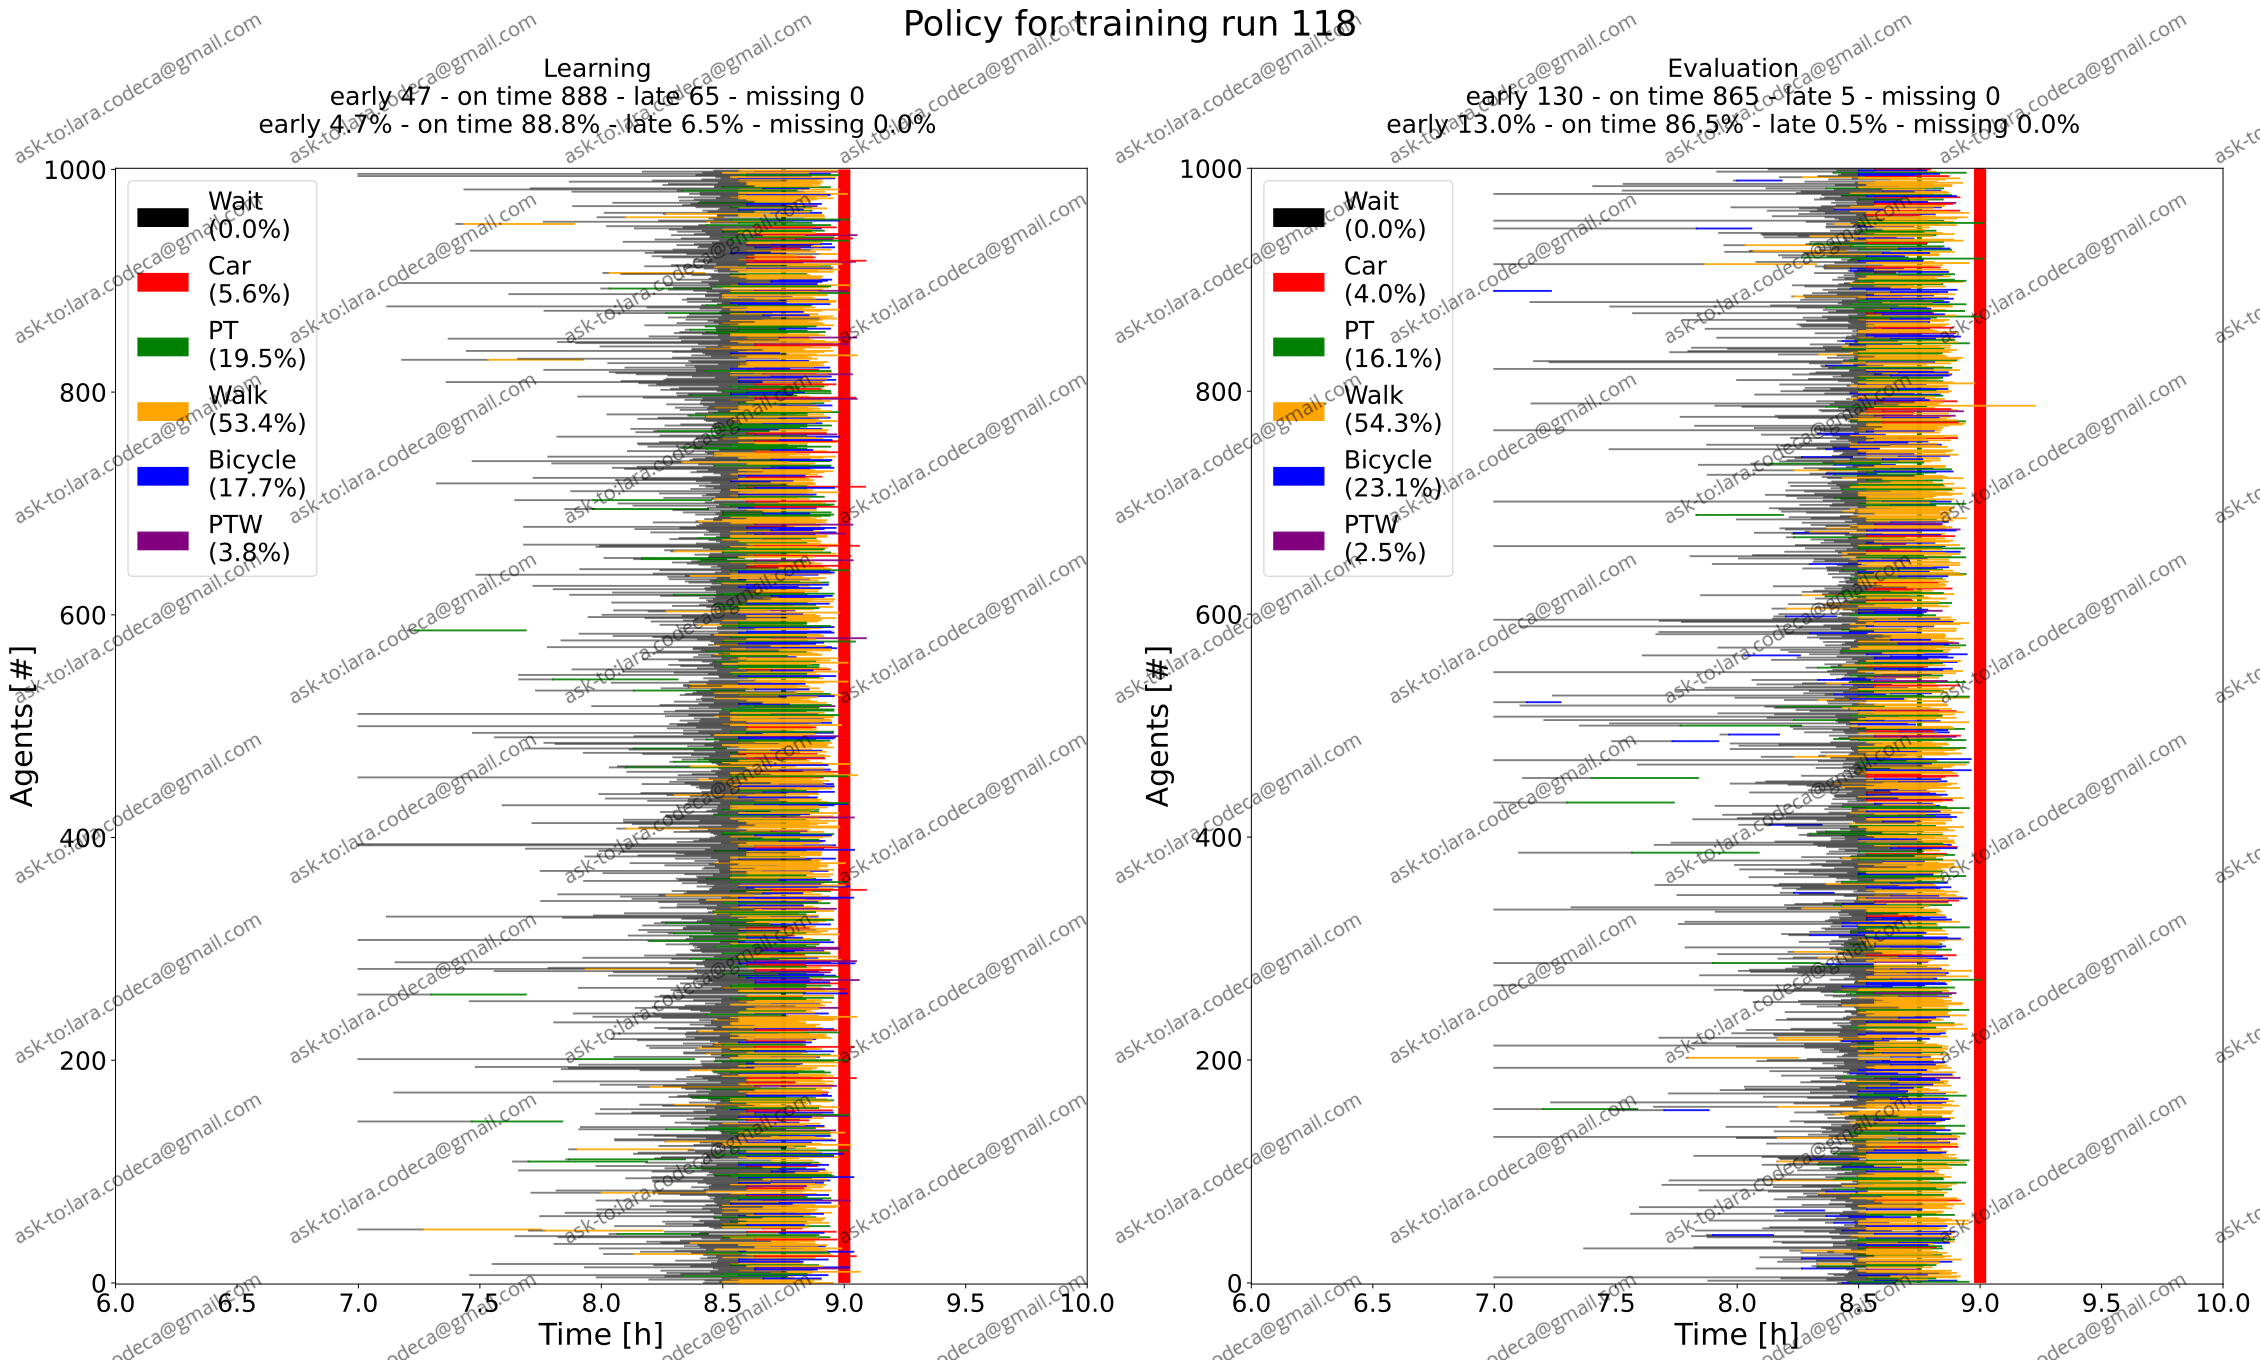 Policy for training run 118
Learning
early 47 - on time 888 - late 65 - missing 0
early 4.7% - on time 88.8% - late 6.5% - missing 0.0%
Wait
(0.0%)
Car
(5.6%)
PT
(19.5%)
Walk
(53.4%)
Bicycle
(17.7%)
PTW
(3.8%)
Agents [#]
1000
800
600
400
200
0
6.0 6.5 7.0 7.5 8.0 8.5 9.0 9.5 10.0
Time [h]
Evaluation
early 130 - on time 865 - late 5 - missing 0
early 13.0% - on time 86.5% - late 0.5% - missing 0.0%
Wait
(0.0%)
Car
(4.0%)
PT
(16.1%)
Walk
(54.3%)
Bicycle
(23.1%)
PTW
(2.5%)
Agents [#]
1000
800
600
400
200
0
6.0 6.5 7.0 7.5 8.0 8.5 9.0 9.5 10.0
Time [h]
ask-to:lara.codeca@gmail.com